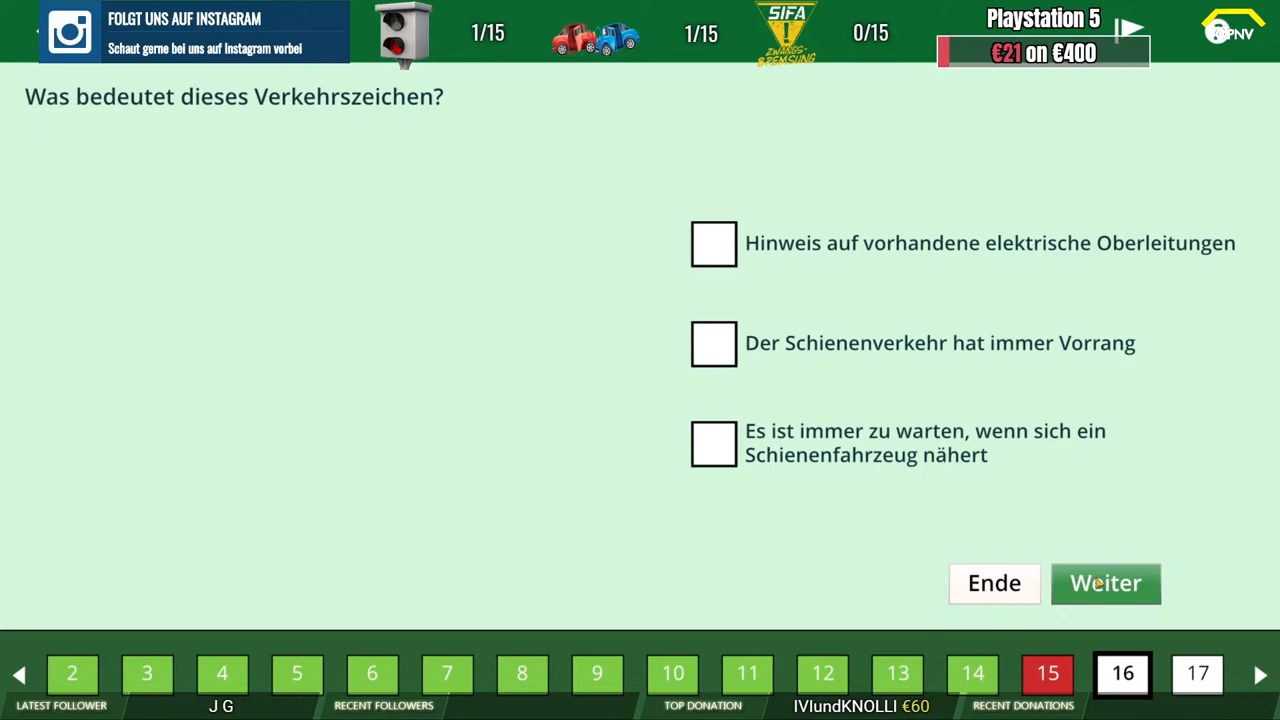 FOLGT UNS AUF INSTAGRAM
Schaut gerne bei uns auf Instagram vorbei
1/15
1/15
SIFA
ZWANGS-
BREMSUNG
0/15
Playstation 5
€21 on €400
Was bedeutet dieses Verkehrszeichen?
Hinweis auf vorhandene elektrische Oberleitungen
Der Schienenverkehr hat immer Vorrang
Es ist immer zu warten, wenn sich ein
Schienenfahrzeug nähert
Ende
Weiter
2 3 4 5 6 7 8 9 10 11 12 13 14 15 16 17
LATEST FOLLOWER
J G
RECENT FOLLOWERS
TOP DONATION
IVIundKNOLLI €60
RECENT DONATIONS